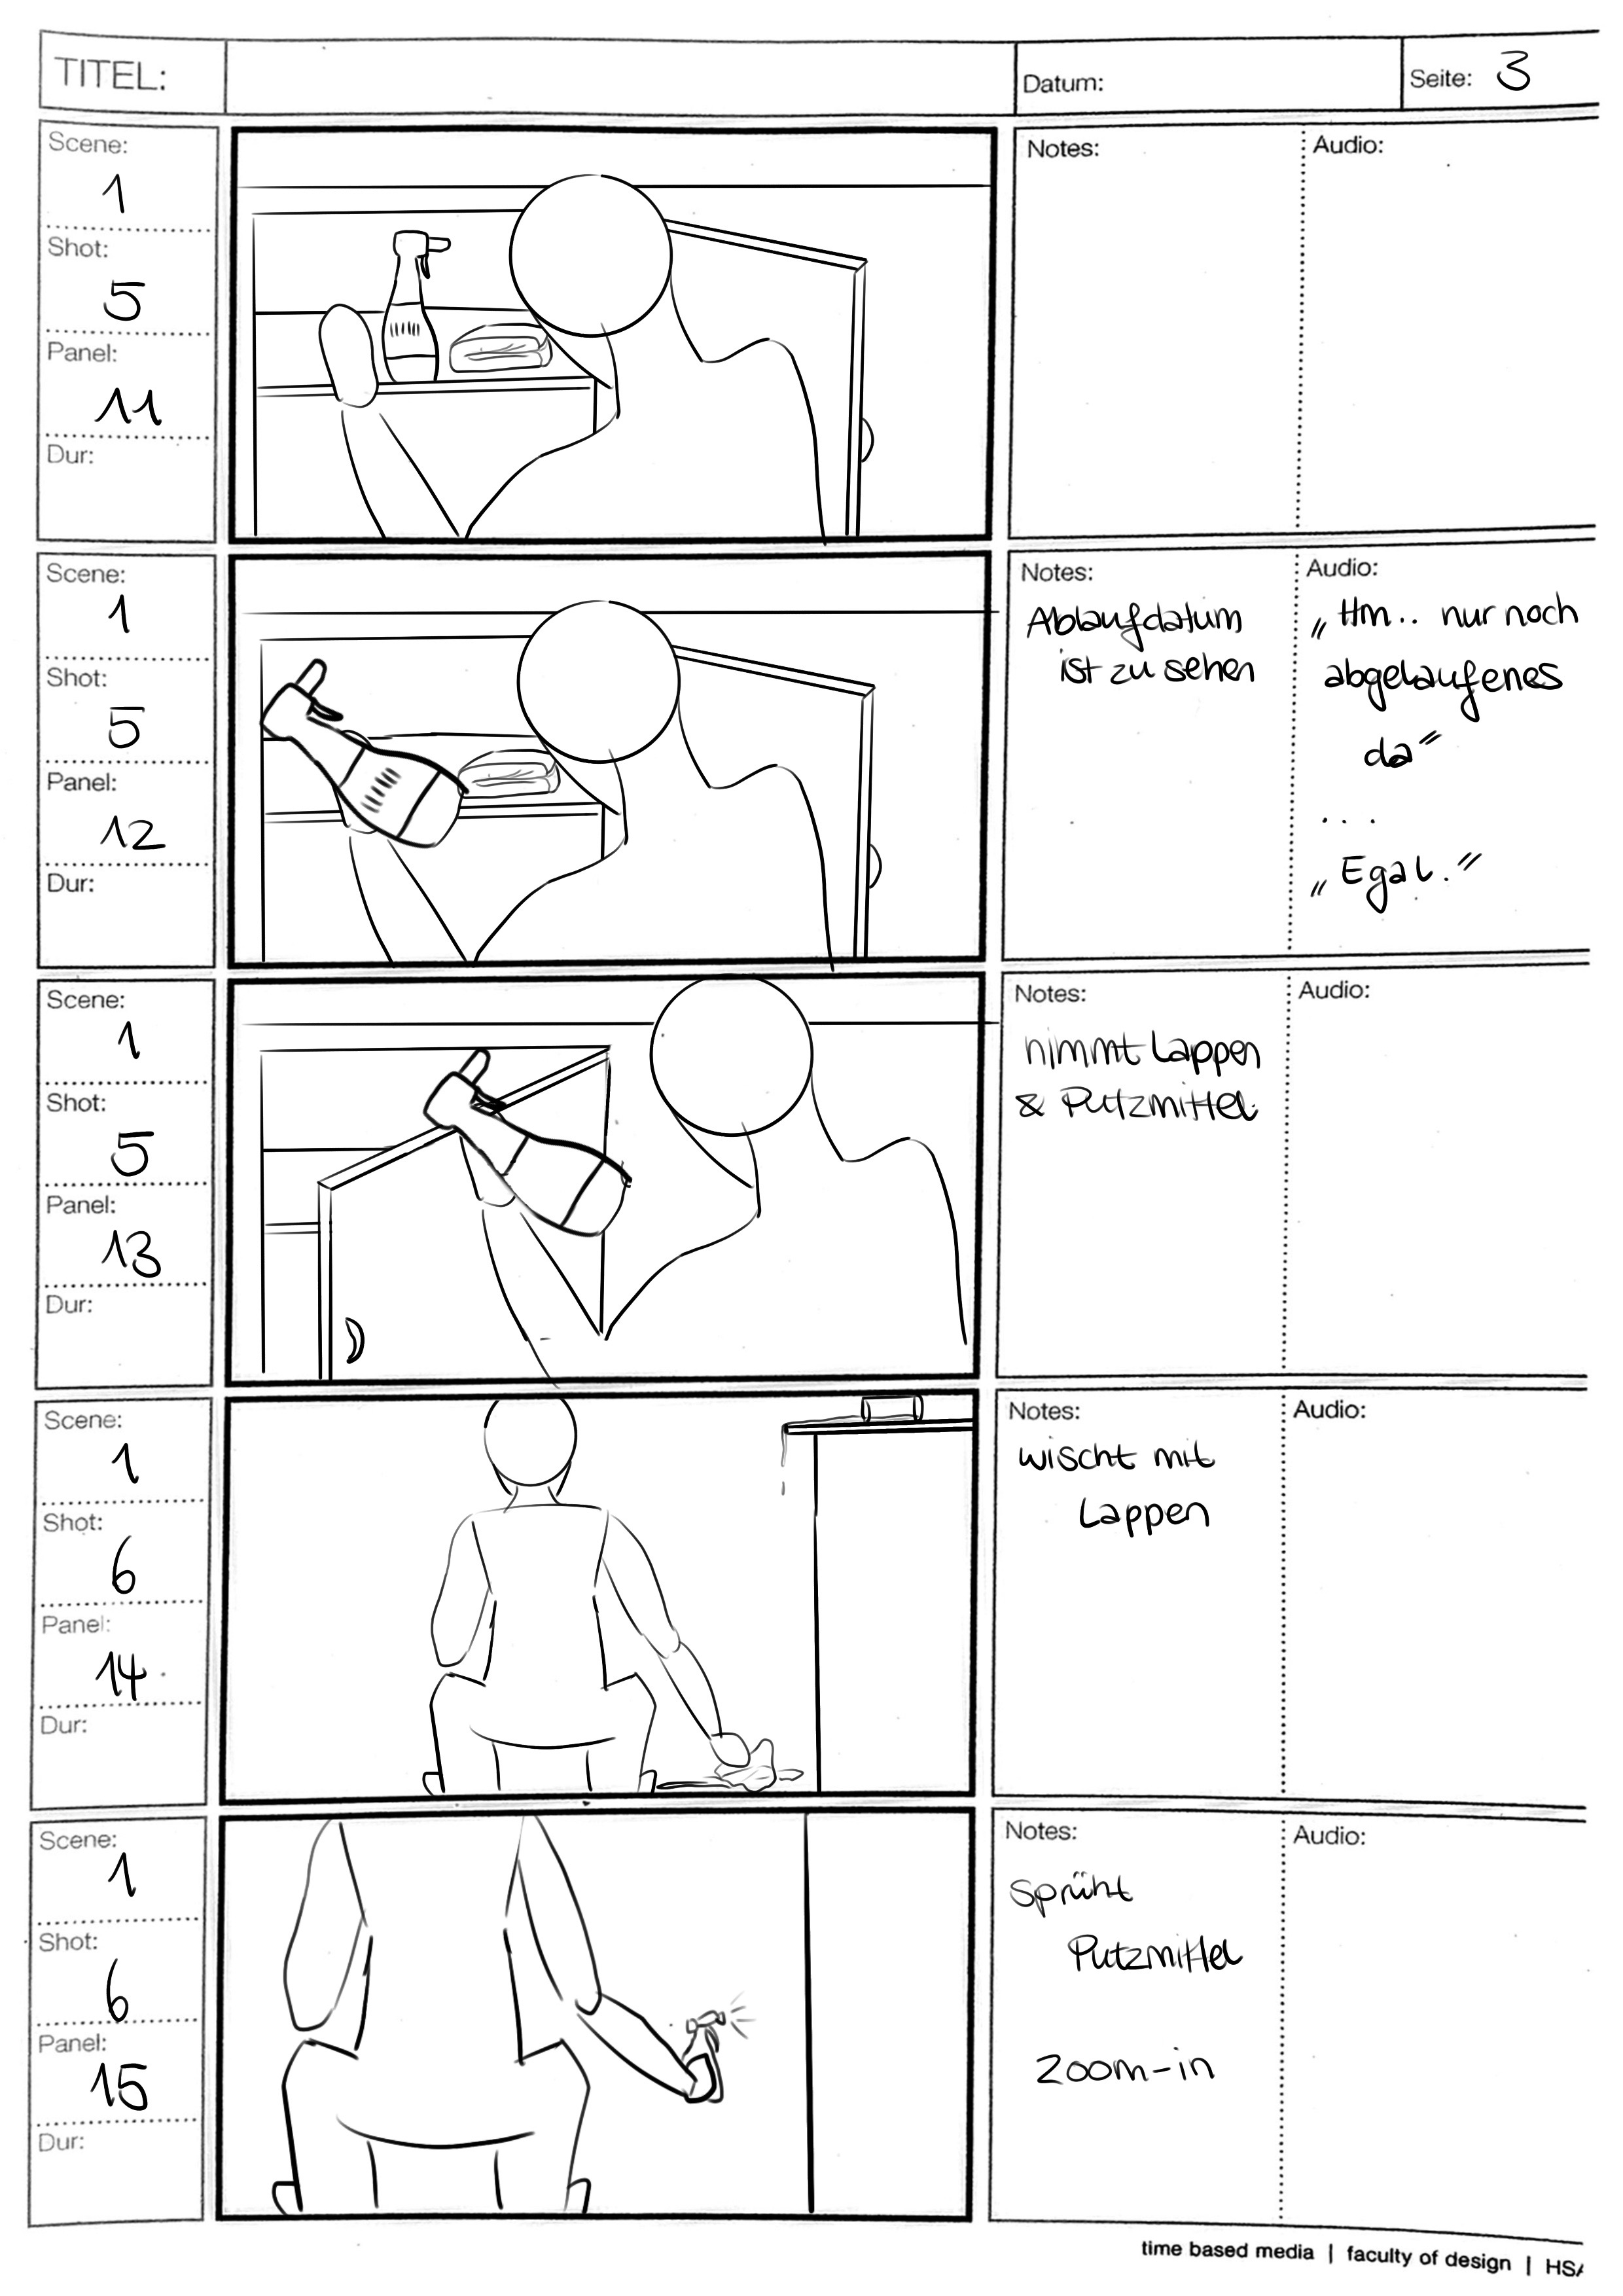 TITEL:
Datum:
Seite: 3
Scene:
1
Shot:
5
Panel:
11
Dur:
Notes:
Audio:
Scene:
1
Shot:
5
Panel:
12
Dur:
Notes:
Ablaufdatum
ist zu sehen
Audio:
„Hm.. nur noch
abgelaufenes
da“
...
„Egal.“
Scene:
1
Shot:
5
Panel:
13
Dur:
Notes:
nimmt Lappen
& Putzmittel
Audio:
Scene:
1
Shot:
6
Panel:
14
Dur:
Notes:
wischt mit
Lappen
Audio:
Scene:
1
Shot:
6
Panel:
15
Dur:
Notes:
sprüht
Putzmittel
zoom-in
Audio:
time based media | faculty of design | HSA